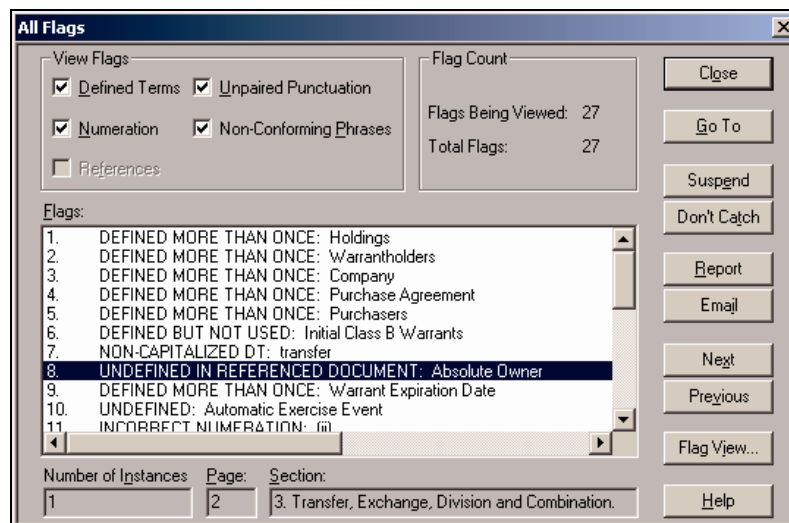 All Flags
View Flags
Defined Terms
Unpaired Punctuation
Numeration
Non-Conforming Phrases
References
Flag Count
Flags Being Viewed: 27
Total Flags: 27
Close
Go To
Suspend
Don't Catch
Report
Email
Next
Previous
Flag View...
Help
Flags:
1. DEFINED MORE THAN ONCE: Holdings
2. DEFINED MORE THAN ONCE: Warrantholders
3. DEFINED MORE THAN ONCE: Company
4. DEFINED MORE THAN ONCE: Purchase Agreement
5. DEFINED MORE THAN ONCE: Purchasers
6. DEFINED BUT NOT USED: Initial Class B Warrants
7. NON-CAPITALIZED DT: transfer
8. UNDEFINED IN REFERENCED DOCUMENT: Absolute Owner
9. DEFINED MORE THAN ONCE: Warrant Expiration Date
10. UNDEFINED: Automatic Exercise Event
11. INCORRECT NUMERATION: (ii)
Number of Instances
Page:
Section:
1
2
3. Transfer, Exchange, Division and Combination.